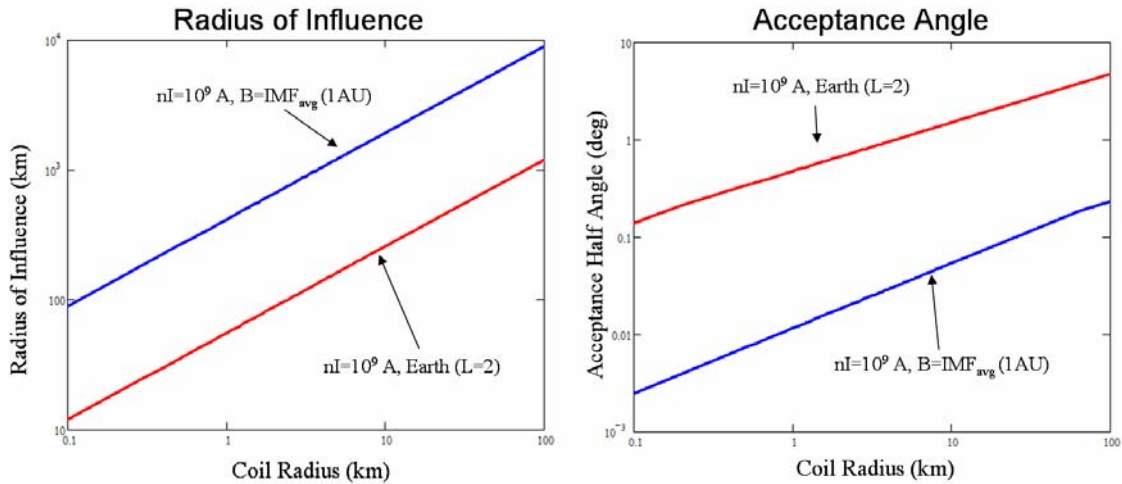 Radius of Influence
10⁴
10³
100
10
0.1
1
10
100
Radius of Influence (km)
Coil Radius (km)
nI=10⁹ A, B=IMFavg (1AU)
nI=10⁹ A, Earth (L=2)
Acceptance Angle
10
1
0.1
0.01
10⁻³
0.1
1
10
100
Acceptance Half Angle (deg)
Coil Radius (km)
nI=10⁹ A, Earth (L=2)
nI=10⁹ A, B=IMFavg (1AU)